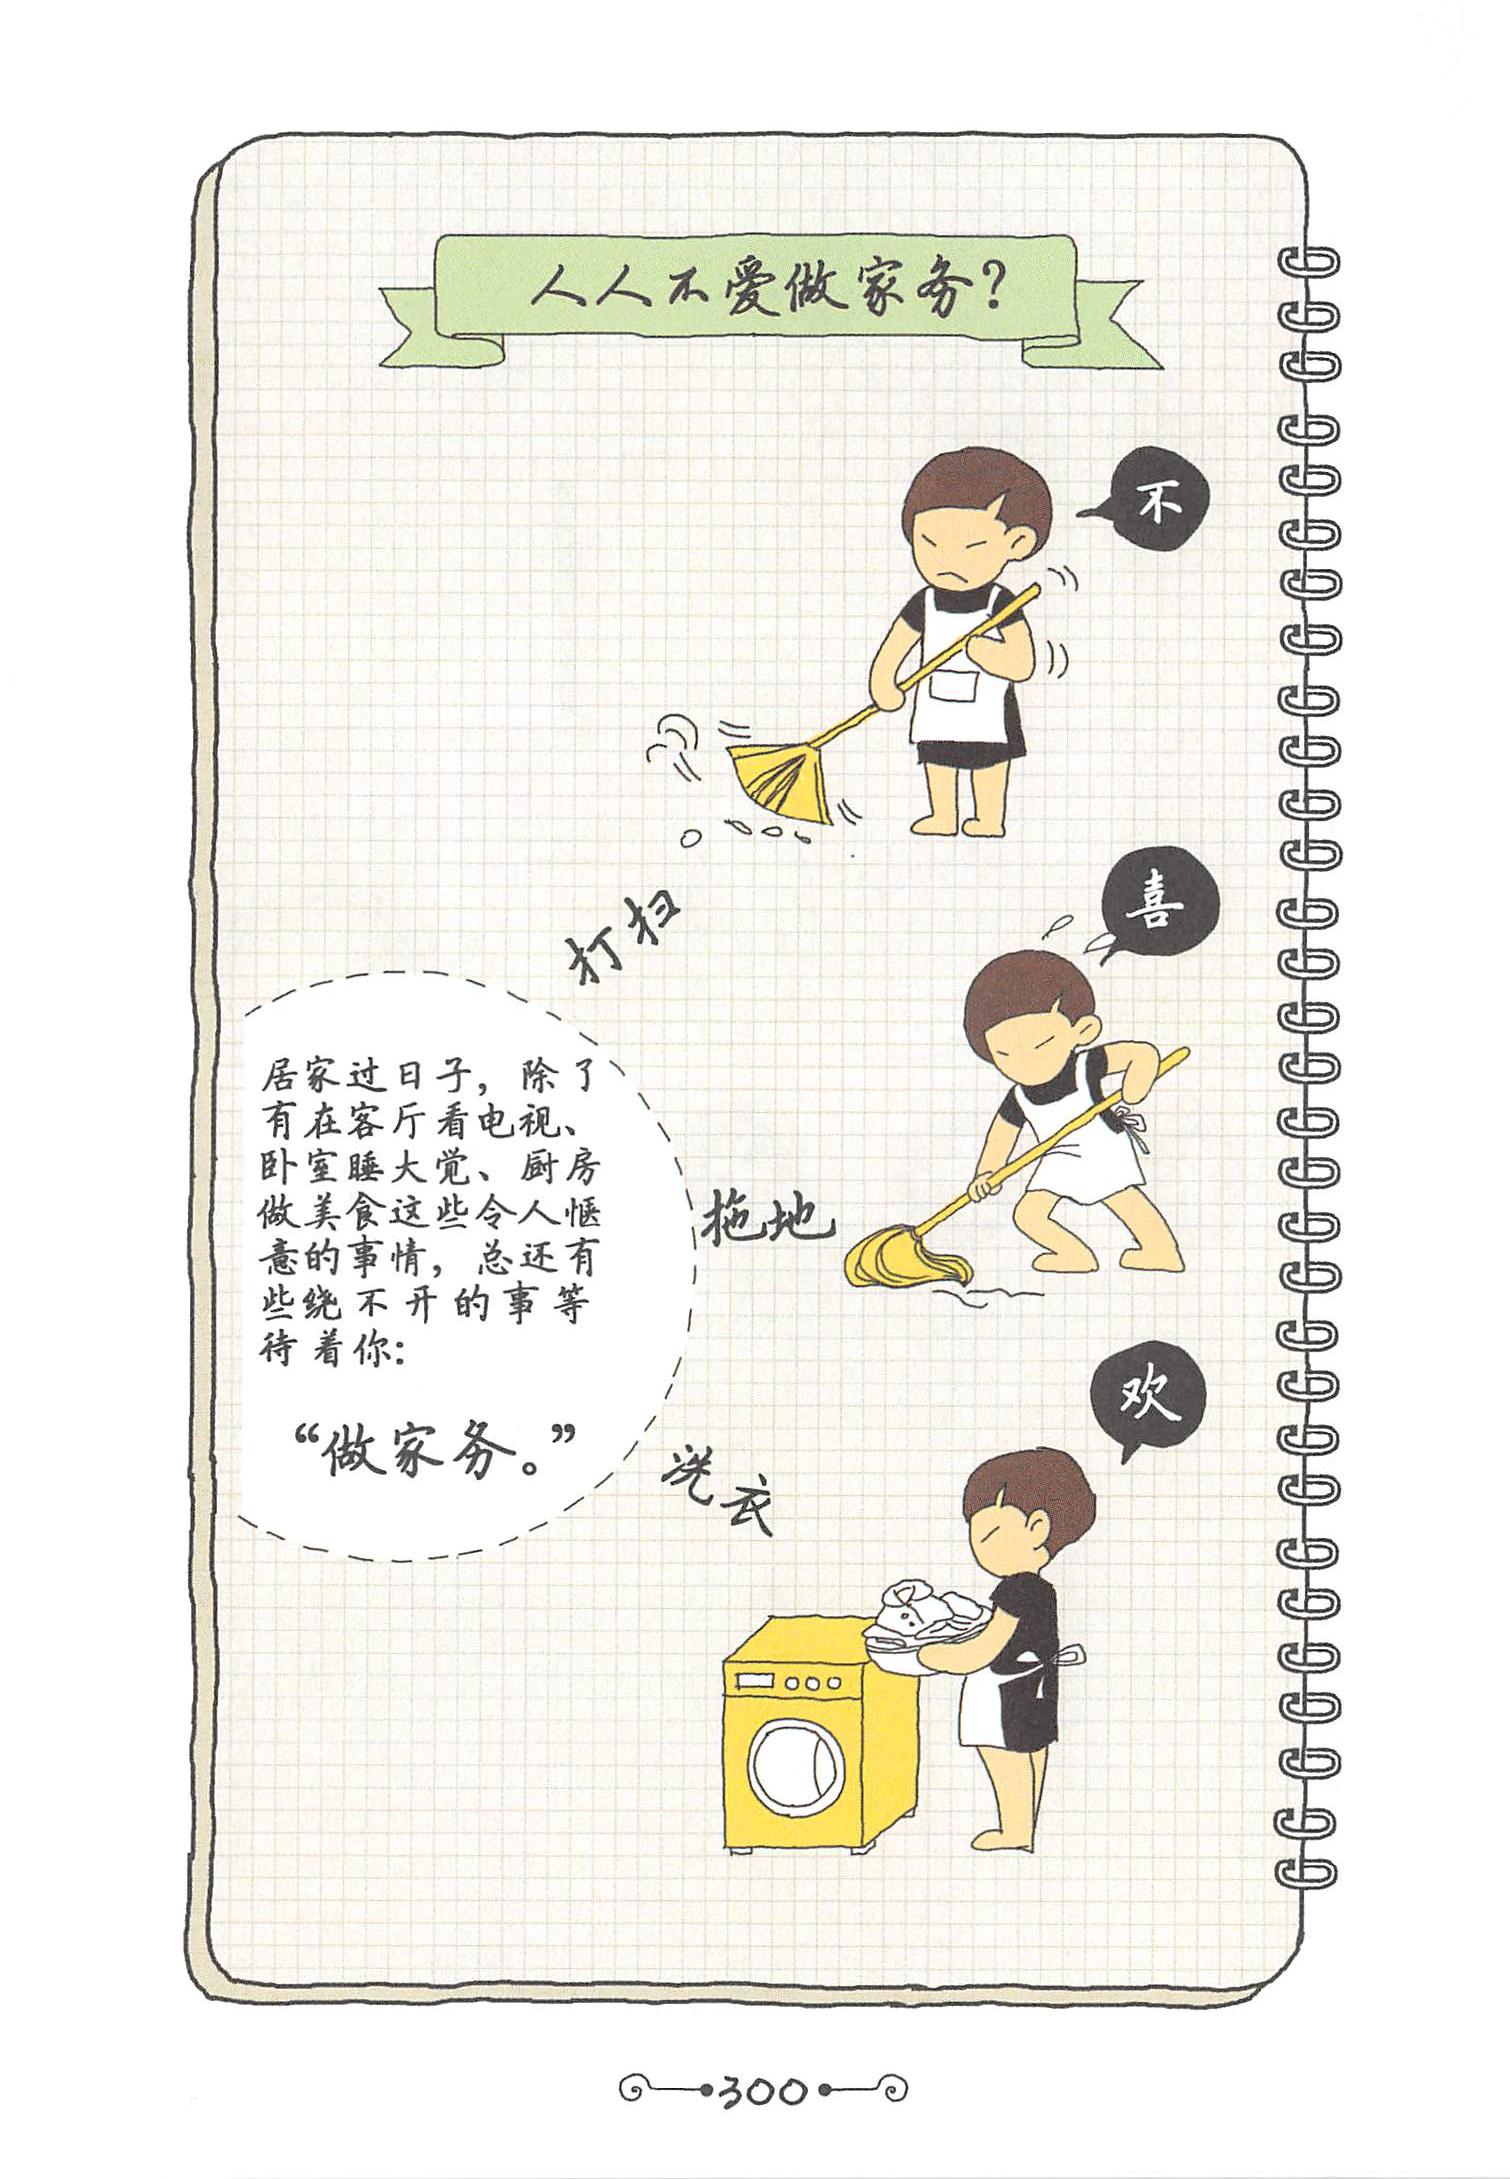 人人不爱做家务？
不
打扫
喜
居家过日子，除了
有在客厅看电视、
卧室睡大觉、厨房
做美食这些令人惬
意的事情，总还有
些绕不开的事等
待着你：
拖地
“做家务。”
欢
洗衣
300